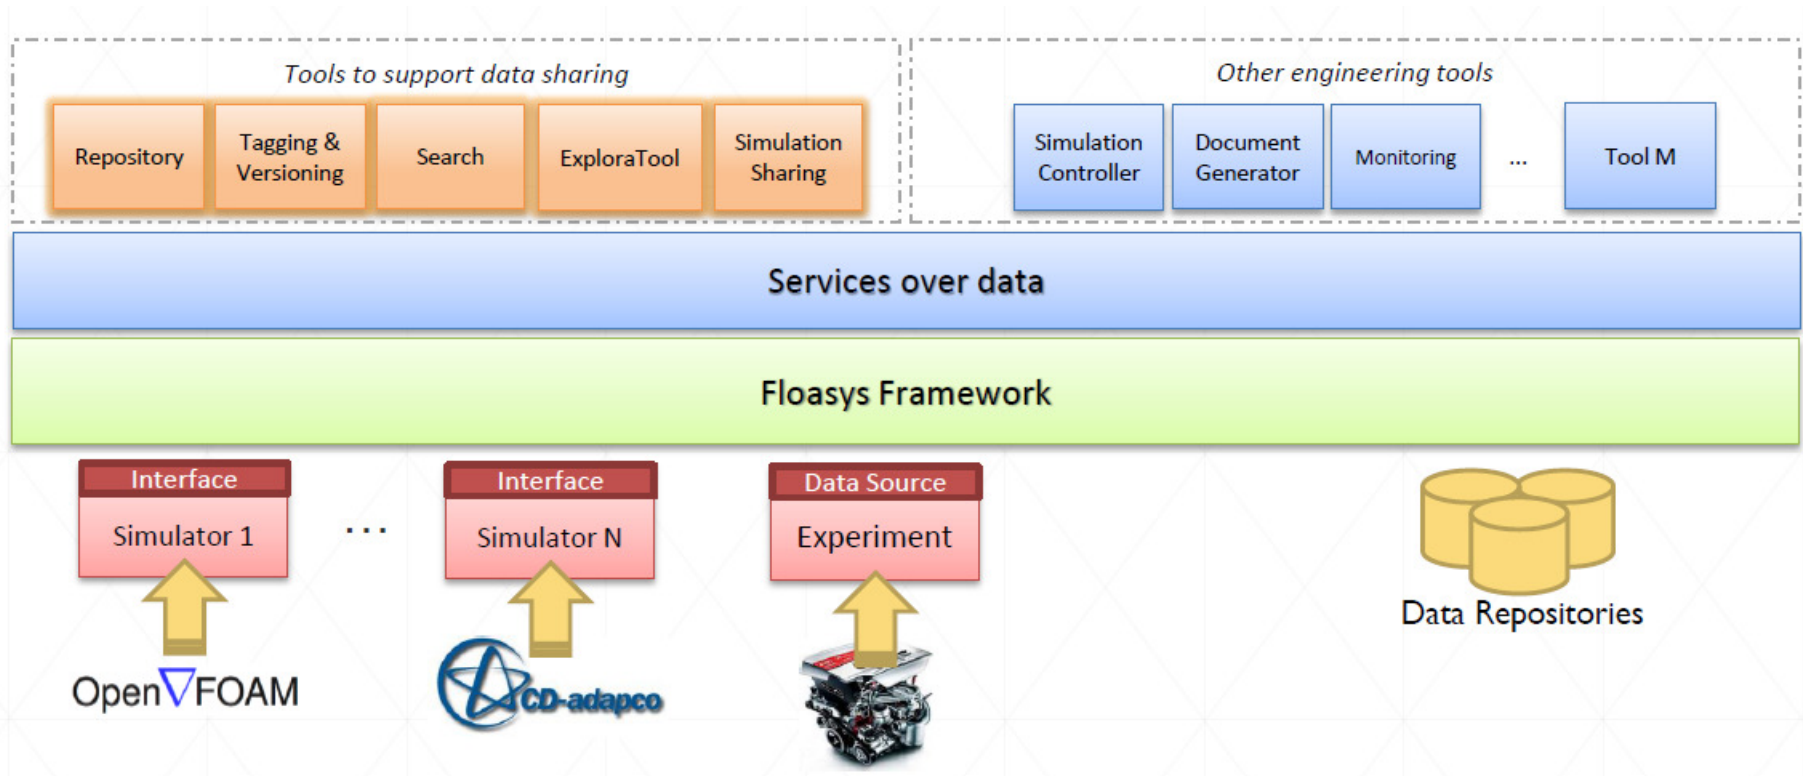 Tools to support data sharing
Other engineering tools
Repository
Tagging &
Versioning
Search
ExploraTool
Simulation
Sharing
Simulation
Controller
Document
Generator
Monitoring
...
Tool M
Services over data
Floasys Framework
Interface
Simulator 1
...
Interface
Simulator N
Data Source
Experiment
Data Repositories
Open∇FOAM
CD-adapco